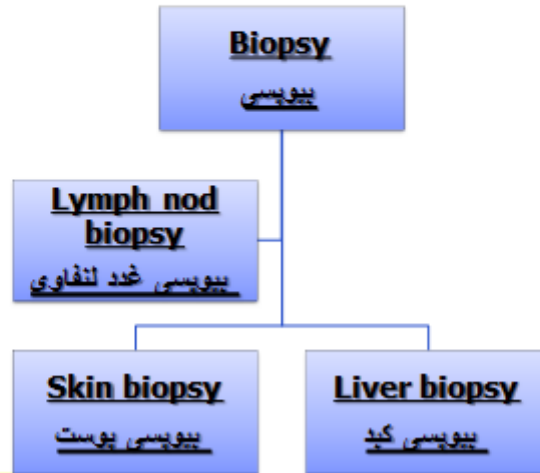 Biopsy
بیوپسی
Lymph nod
biopsy
بیوپسی غدد لنفاوی
Skin biopsy
بیوپسی پوست
Liver biopsy
بیوپسی کبد